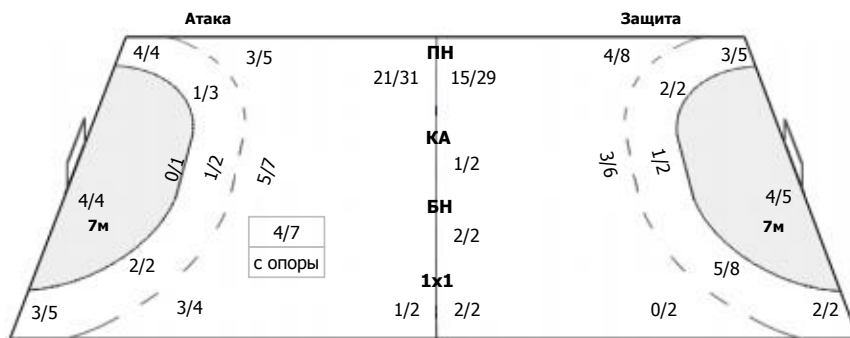 Атака Защита
4/4 3/5 ПН 4/8 3/5
21/31 15/29
1/3 2/2
КА
0/1 1/2 5/7 1/2 3/6 1/2
4/4 4/5
7м БН 7м
4/7 2/2
с опоры
2/2 5/8
1х1
3/5 3/4 1/2 2/2 0/2 2/2